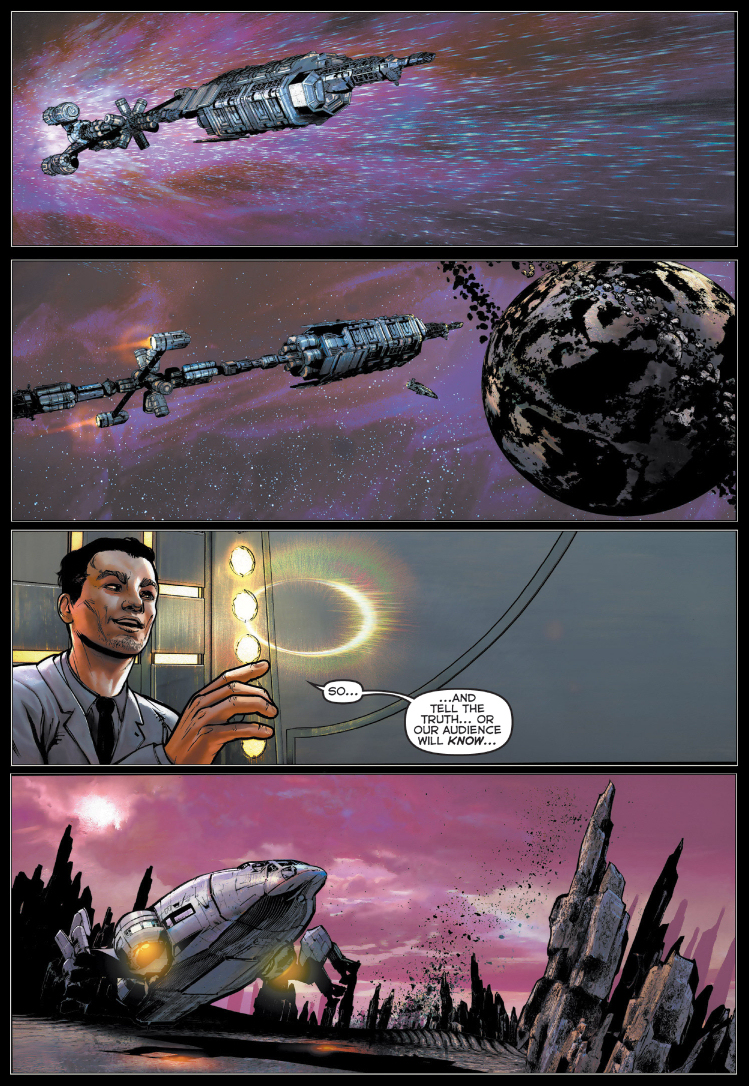 SO...
...AND
TELL THE
TRUTH... OR
OUR AUDIENCE
WILL KNOW...